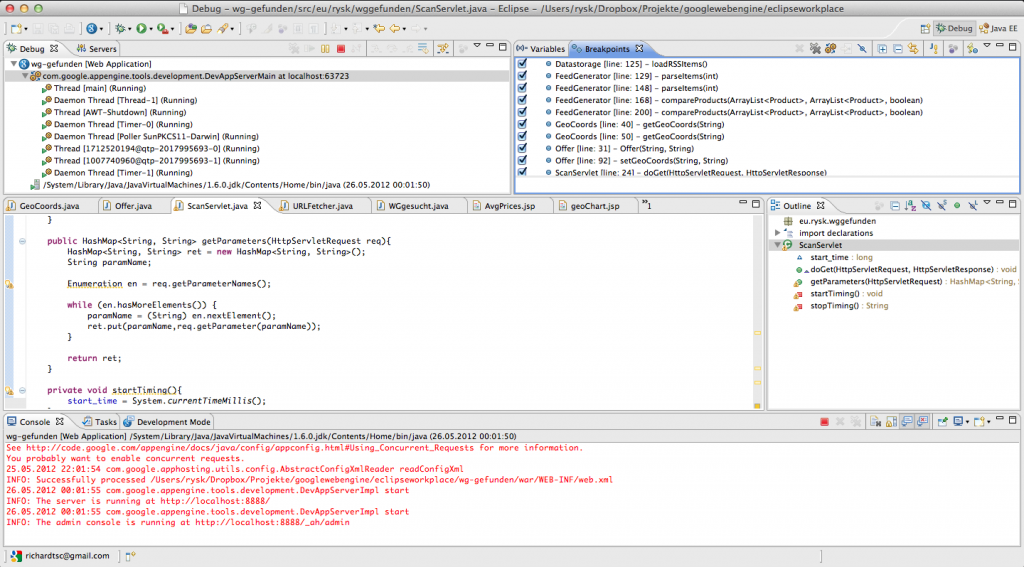 Debug - wg-gefunden/src/eu/rysk/wggefunden/ScanServlet.java - Eclipse - /Users/rysk/Dropbox/Projekte/googlewebengine/eclipseworkplace
Debug Java EE
Debug Servers
wg-gefunden [Web Application]
com.google.appengine.tools.development.DevAppServerMain at localhost:63723
Thread [main] (Running)
Daemon Thread [Thread-1] (Running)
Thread [AWT-Shutdown] (Running)
Daemon Thread [Timer-0] (Running)
Daemon Thread [Poller SunPKCS11-Darwin] (Running)
Thread [1712520194@qtp-2017995693-0] (Running)
Thread [1007740960@qtp-2017995693-1] (Running)
Daemon Thread [Timer-1] (Running)
/System/Library/Java/JavaVirtualMachines/1.6.0.jdk/Contents/Home/bin/java (26.05.2012 00:01:50)
(x)= Variables Breakpoints
Datastorage [line: 125] - loadRSSItems()
FeedGenerator [line: 129] - parseItems(int)
FeedGenerator [line: 148] - parseItems(int)
FeedGenerator [line: 168] - compareProducts(ArrayList<Product>, ArrayList<Product>, boolean)
FeedGenerator [line: 200] - compareProducts(ArrayList<Product>, ArrayList<Product>, boolean)
GeoCoords [line: 40] - getGeoCoords(String)
GeoCoords [line: 50] - getGeoCoords(String)
Offer [line: 31] - Offer(String, String)
Offer [line: 92] - setGeoCoords(String, String)
ScanServlet [line: 24] - doGet(HttpServletRequest, HttpServletResponse)
GeoCoords.java Offer.java ScanServlet.java URLFetcher.java WGgesucht.java AvgPrices.jsp geoChart.jsp »1
}
public HashMap<String, String> getParameters(HttpServletRequest req){
HashMap<String, String> ret = new HashMap<String, String>();
String paramName;
Enumeration en = req.getParameterNames();
while (en.hasMoreElements()) {
paramName = (String) en.nextElement();
ret.put(paramName,req.getParameter(paramName));
}
return ret;
}
private void startTiming(){
start_time = System.currentTimeMillis();
Outline
eu.rysk.wggefunden
import declarations
ScanServlet
start_time : long
doGet(HttpServletRequest, HttpServletResponse) : void
getParameters(HttpServletRequest) : HashMap<String, S
startTiming() : void
stopTiming() : String
Console Tasks Development Mode
wg-gefunden [Web Application] /System/Library/Java/JavaVirtualMachines/1.6.0.jdk/Contents/Home/bin/java (26.05.2012 00:01:50)
See http://code.google.com/appengine/docs/java/config/appconfig.html#Using_Concurrent_Requests for more information.
You probably want to enable concurrent requests.
25.05.2012 22:01:54 com.google.apphosting.utils.config.AbstractConfigXmlReader readConfigXml
INFO: Successfully processed /Users/rysk/Dropbox/Projekte/googlewebengine/eclipseworkplace/wg-gefunden/war/WEB-INF/web.xml
26.05.2012 00:01:55 com.google.appengine.tools.development.DevAppServerImpl start
INFO: The server is running at http://localhost:8888/
26.05.2012 00:01:55 com.google.appengine.tools.development.DevAppServerImpl start
INFO: The admin console is running at http://localhost:8888/_ah/admin
richardtsc@gmail.com